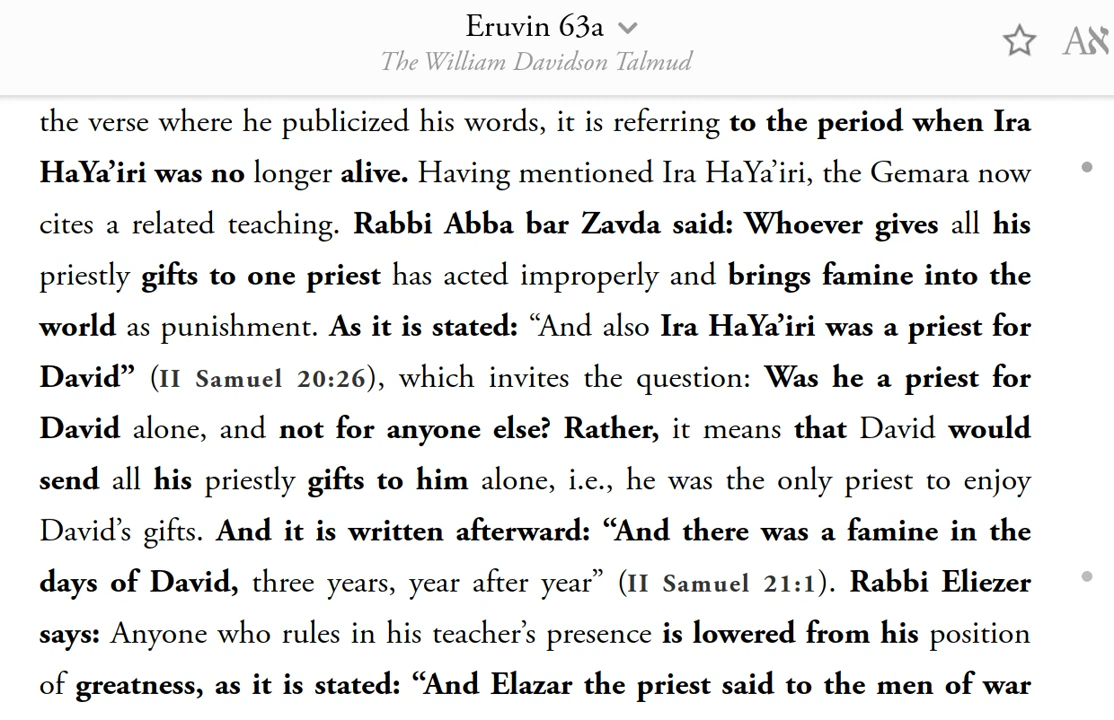 Eruvin 63a
The William Davidson Talmud
Aא
the verse where he publicized his words, it is referring to the period when Ira
HaYa’iri was no longer alive. Having mentioned Ira HaYa’iri, the Gemara now
cites a related teaching. Rabbi Abba bar Zavda said: Whoever gives all his
priestly gifts to one priest has acted improperly and brings famine into the
world as punishment. As it is stated: “And also Ira HaYa’iri was a priest for
David” (II Samuel 20:26), which invites the question: Was he a priest for
David alone, and not for anyone else? Rather, it means that David would
send all his priestly gifts to him alone, i.e., he was the only priest to enjoy
David’s gifts. And it is written afterward: “And there was a famine in the
days of David, three years, year after year” (II Samuel 21:1). Rabbi Eliezer
says: Anyone who rules in his teacher’s presence is lowered from his position
of greatness, as it is stated: “And Elazar the priest said to the men of war